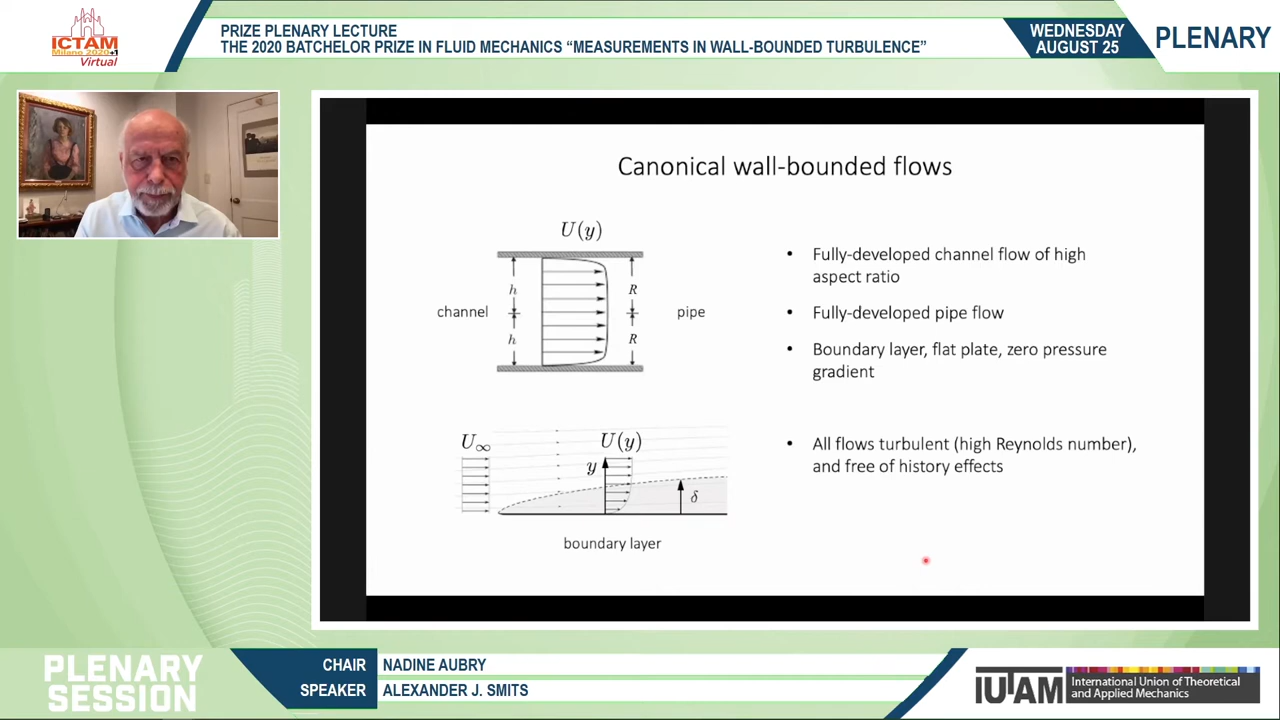 ICTAM
Milano 2020+1
Virtual
PRIZE PLENARY LECTURE
THE 2020 BATCHELOR PRIZE IN FLUID MECHANICS “MEASUREMENTS IN WALL-BOUNDED TURBULENCE”
WEDNESDAY
AUGUST 25
PLENARY
Canonical wall-bounded flows
U(y)
h
R
channel
pipe
h
R
• Fully-developed channel flow of high
aspect ratio
• Fully-developed pipe flow
• Boundary layer, flat plate, zero pressure
gradient
U∞
U(y)
y
δ
boundary layer
• All flows turbulent (high Reynolds number),
and free of history effects
PLENARY
SESSION
CHAIR NADINE AUBRY
SPEAKER ALEXANDER J. SMITS
IUTAM
International Union of Theoretical
and Applied Mechanics